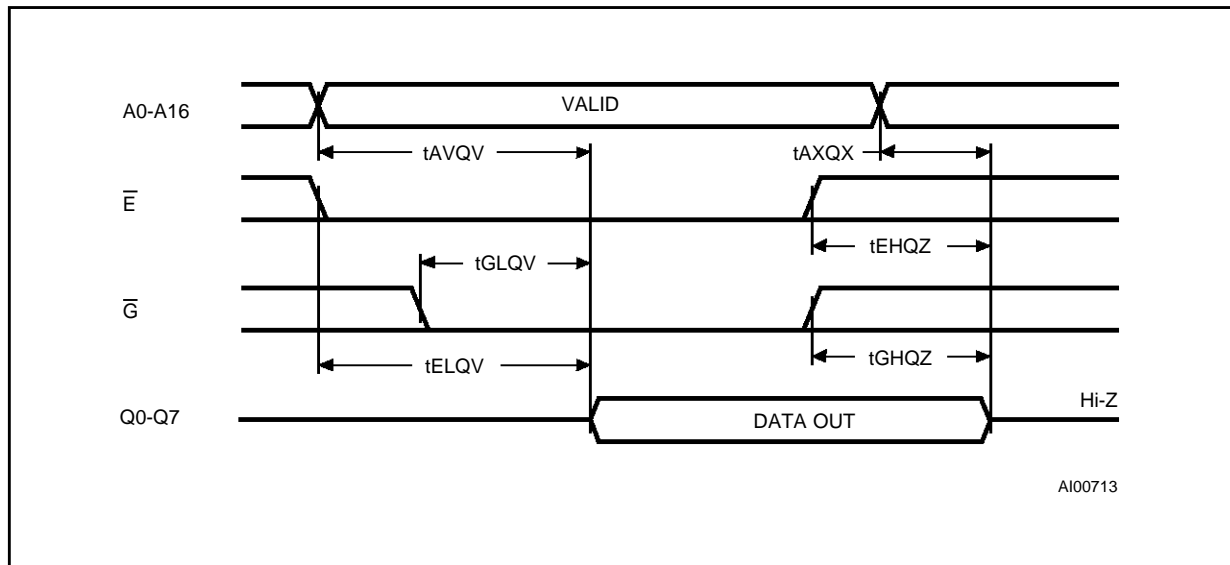 A0-A16
VALID
tAVQV
tAXQX
E̅
tEHQZ
tGLQV
G̅
tGHQZ
tELQV
Q0-Q7
DATA OUT
Hi-Z
AI00713